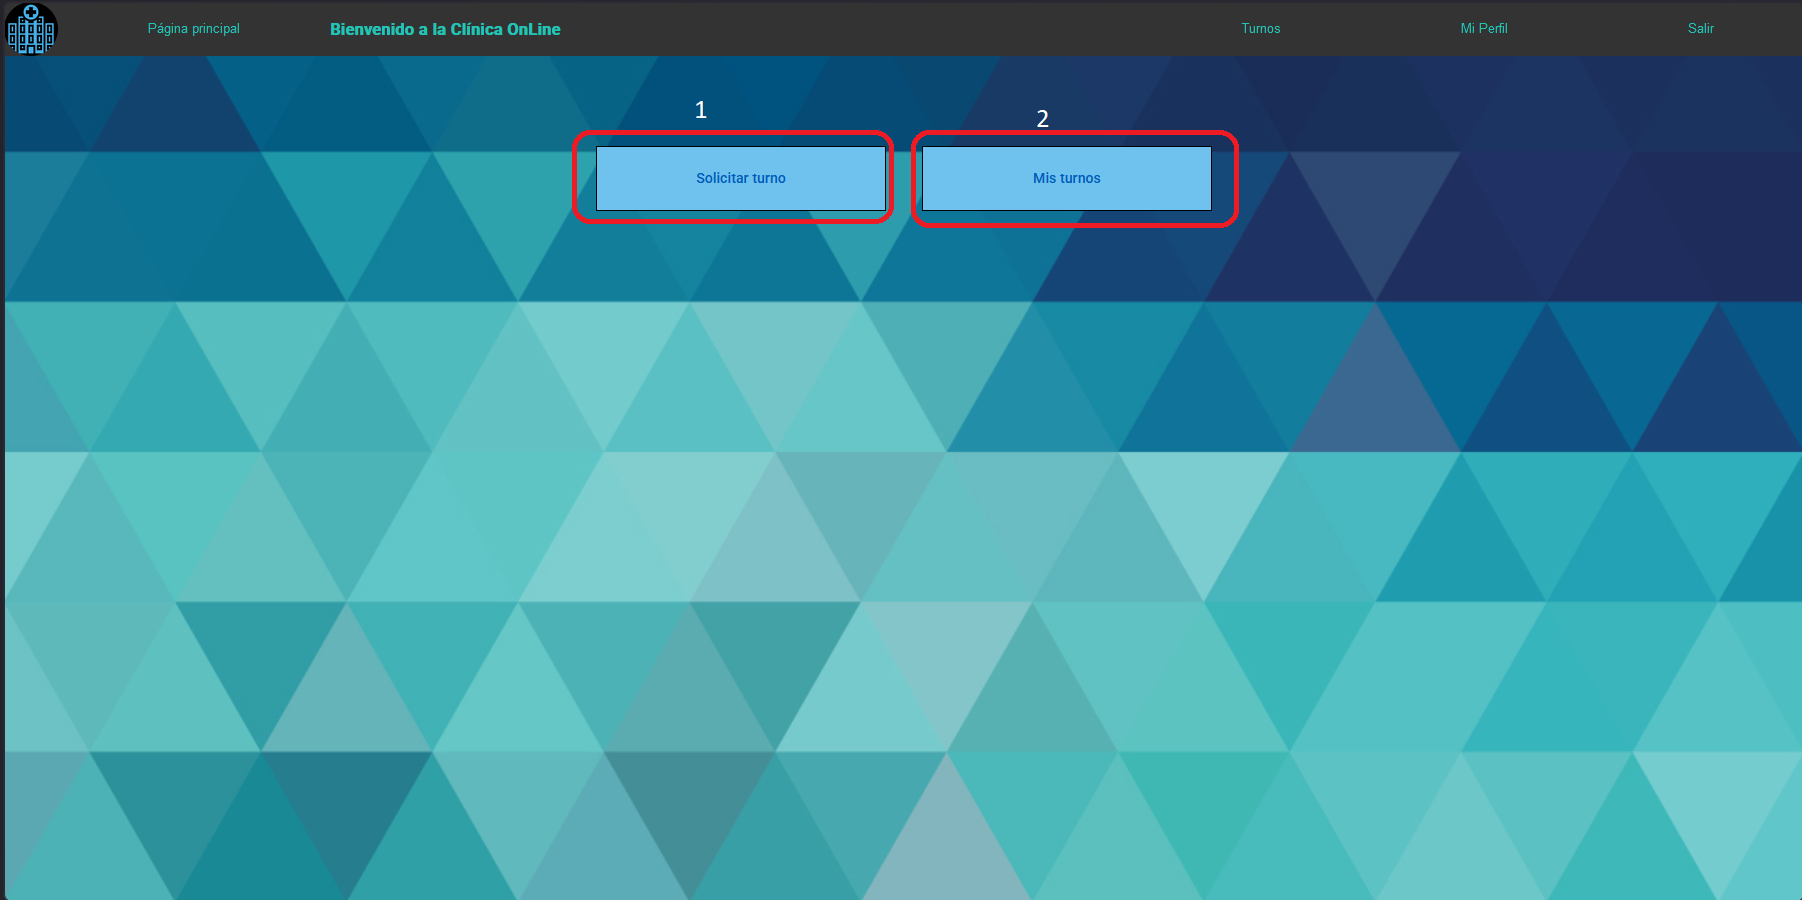 Página principal
Bienvenido a la Clínica OnLine
Turnos
Mi Perfil
Salir
1
2
Solicitar turno
Mis turnos